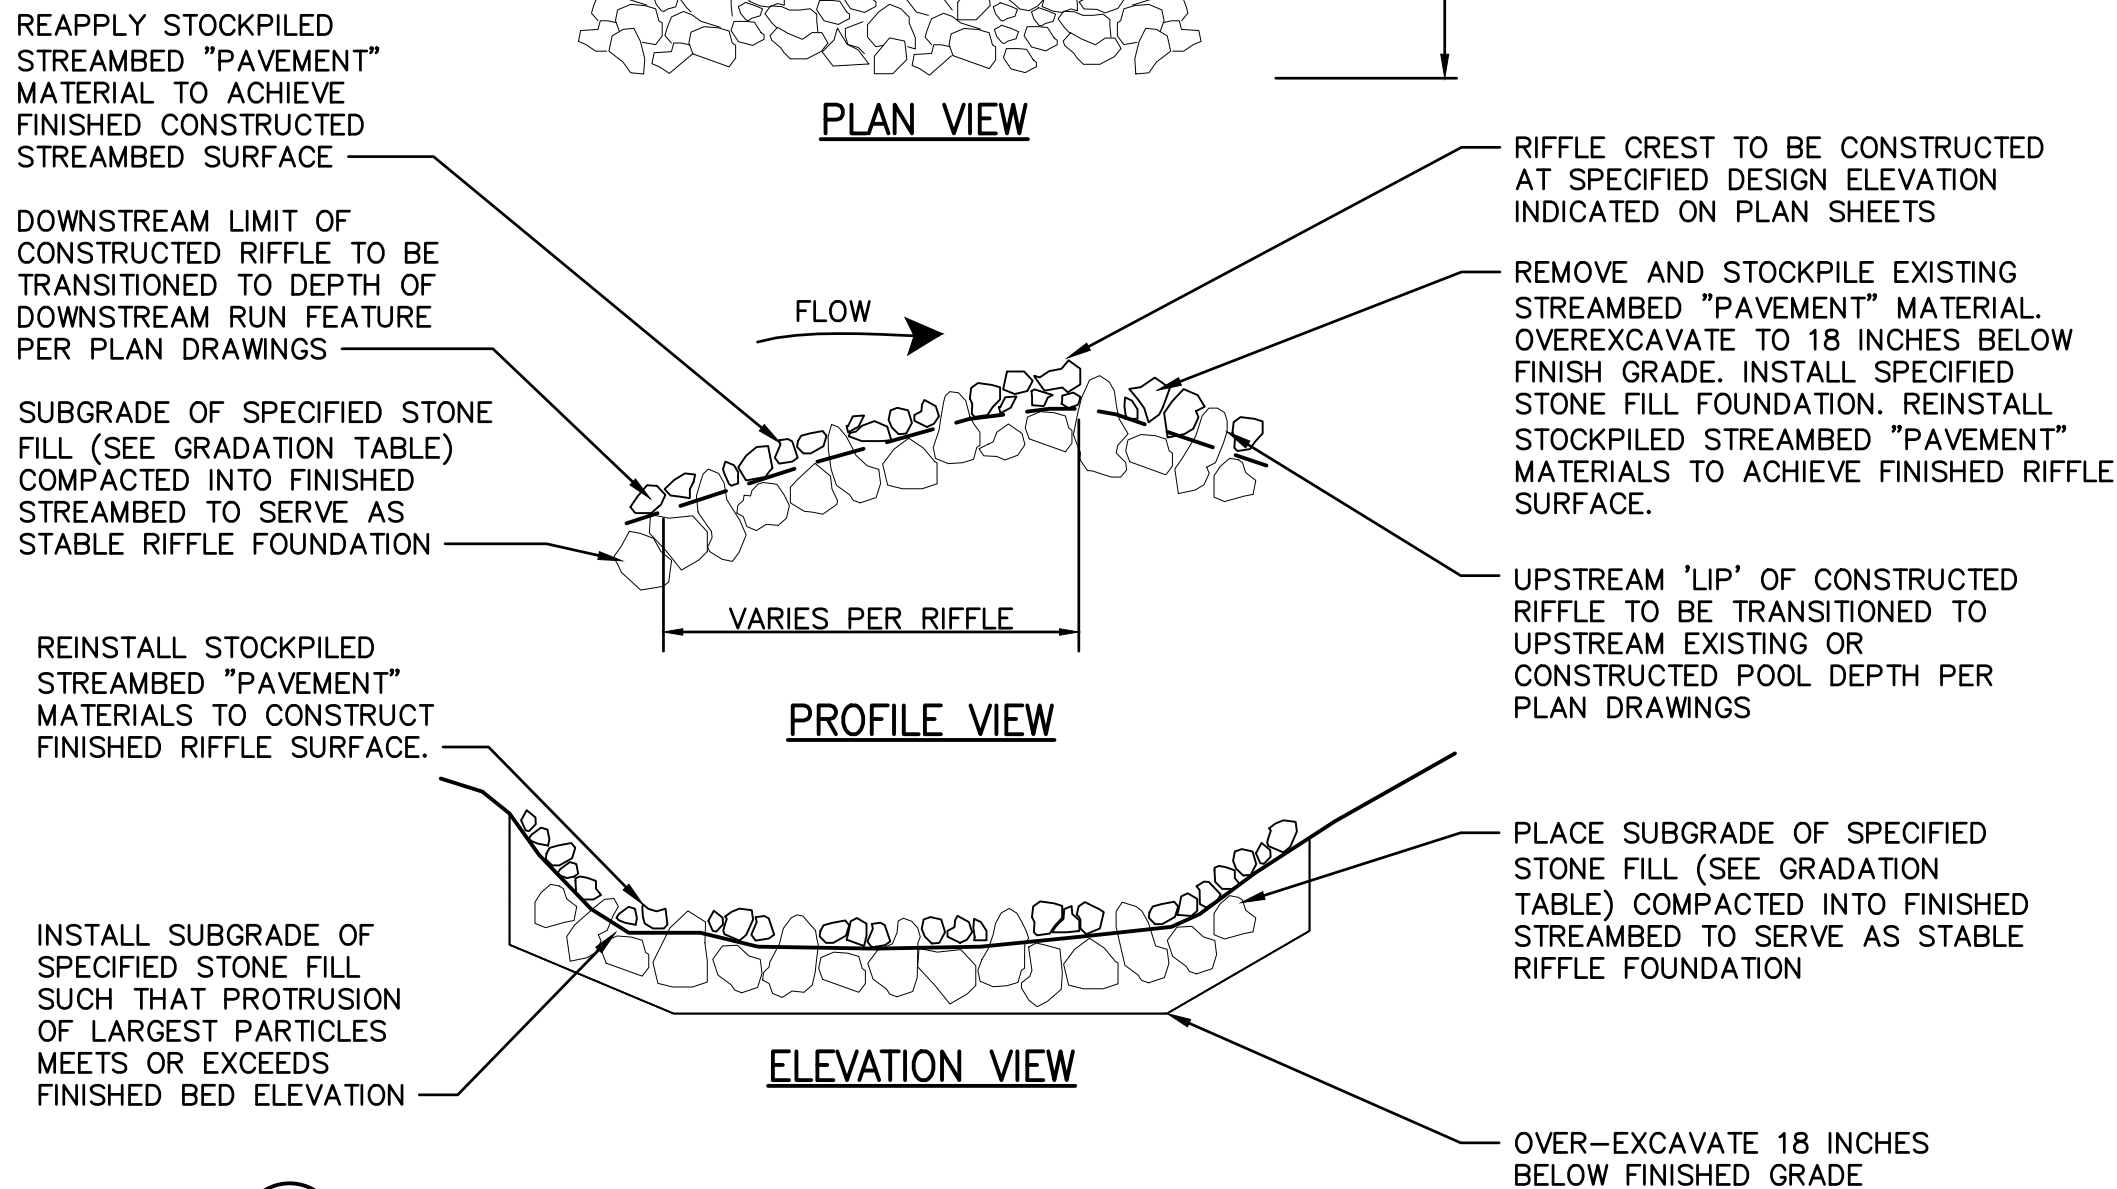 REAPPLY STOCKPILED
STREAMBED "PAVEMENT"
MATERIAL TO ACHIEVE
FINISHED CONSTRUCTED
STREAMBED SURFACE
DOWNSTREAM LIMIT OF
CONSTRUCTED RIFFLE TO BE
TRANSITIONED TO DEPTH OF
DOWNSTREAM RUN FEATURE
PER PLAN DRAWINGS
SUBGRADE OF SPECIFIED STONE
FILL (SEE GRADATION TABLE)
COMPACTED INTO FINISHED
STREAMBED TO SERVE AS
STABLE RIFFLE FOUNDATION
REINSTALL STOCKPILED
STREAMBED "PAVEMENT"
MATERIALS TO CONSTRUCT
FINISHED RIFFLE SURFACE.
INSTALL SUBGRADE OF
SPECIFIED STONE FILL
SUCH THAT PROTRUSION
OF LARGEST PARTICLES
MEETS OR EXCEEDS
FINISHED BED ELEVATION
PLAN VIEW
FLOW
VARIES PER RIFFLE
PROFILE VIEW
ELEVATION VIEW
RIFFLE CREST TO BE CONSTRUCTED
AT SPECIFIED DESIGN ELEVATION
INDICATED ON PLAN SHEETS
REMOVE AND STOCKPILE EXISTING
STREAMBED "PAVEMENT" MATERIAL.
OVEREXCAVATE TO 18 INCHES BELOW
FINISH GRADE. INSTALL SPECIFIED
STONE FILL FOUNDATION. REINSTALL
STOCKPILED STREAMBED "PAVEMENT"
MATERIALS TO ACHIEVE FINISHED RIFFLE
SURFACE.
UPSTREAM 'LIP' OF CONSTRUCTED
RIFFLE TO BE TRANSITIONED TO
UPSTREAM EXISTING OR
CONSTRUCTED POOL DEPTH PER
PLAN DRAWINGS
PLACE SUBGRADE OF SPECIFIED
STONE FILL (SEE GRADATION
TABLE) COMPACTED INTO FINISHED
STREAMBED TO SERVE AS STABLE
RIFFLE FOUNDATION
OVER-EXCAVATE 18 INCHES
BELOW FINISHED GRADE